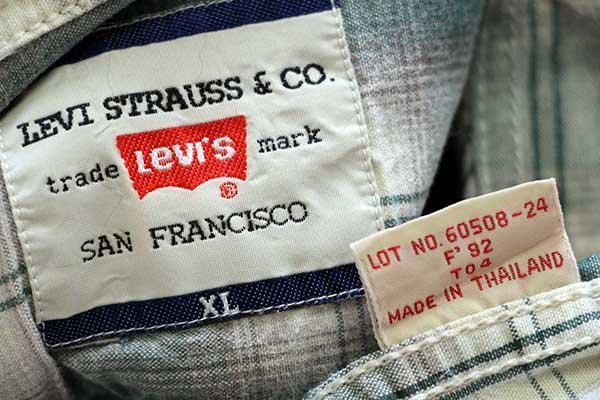 LEVI STRAUSS & CO.
trade Levi's mark
®
SAN FRANCISCO
XL
LOT NO. 60508-24
F' 92
T04
MADE IN THAILAND